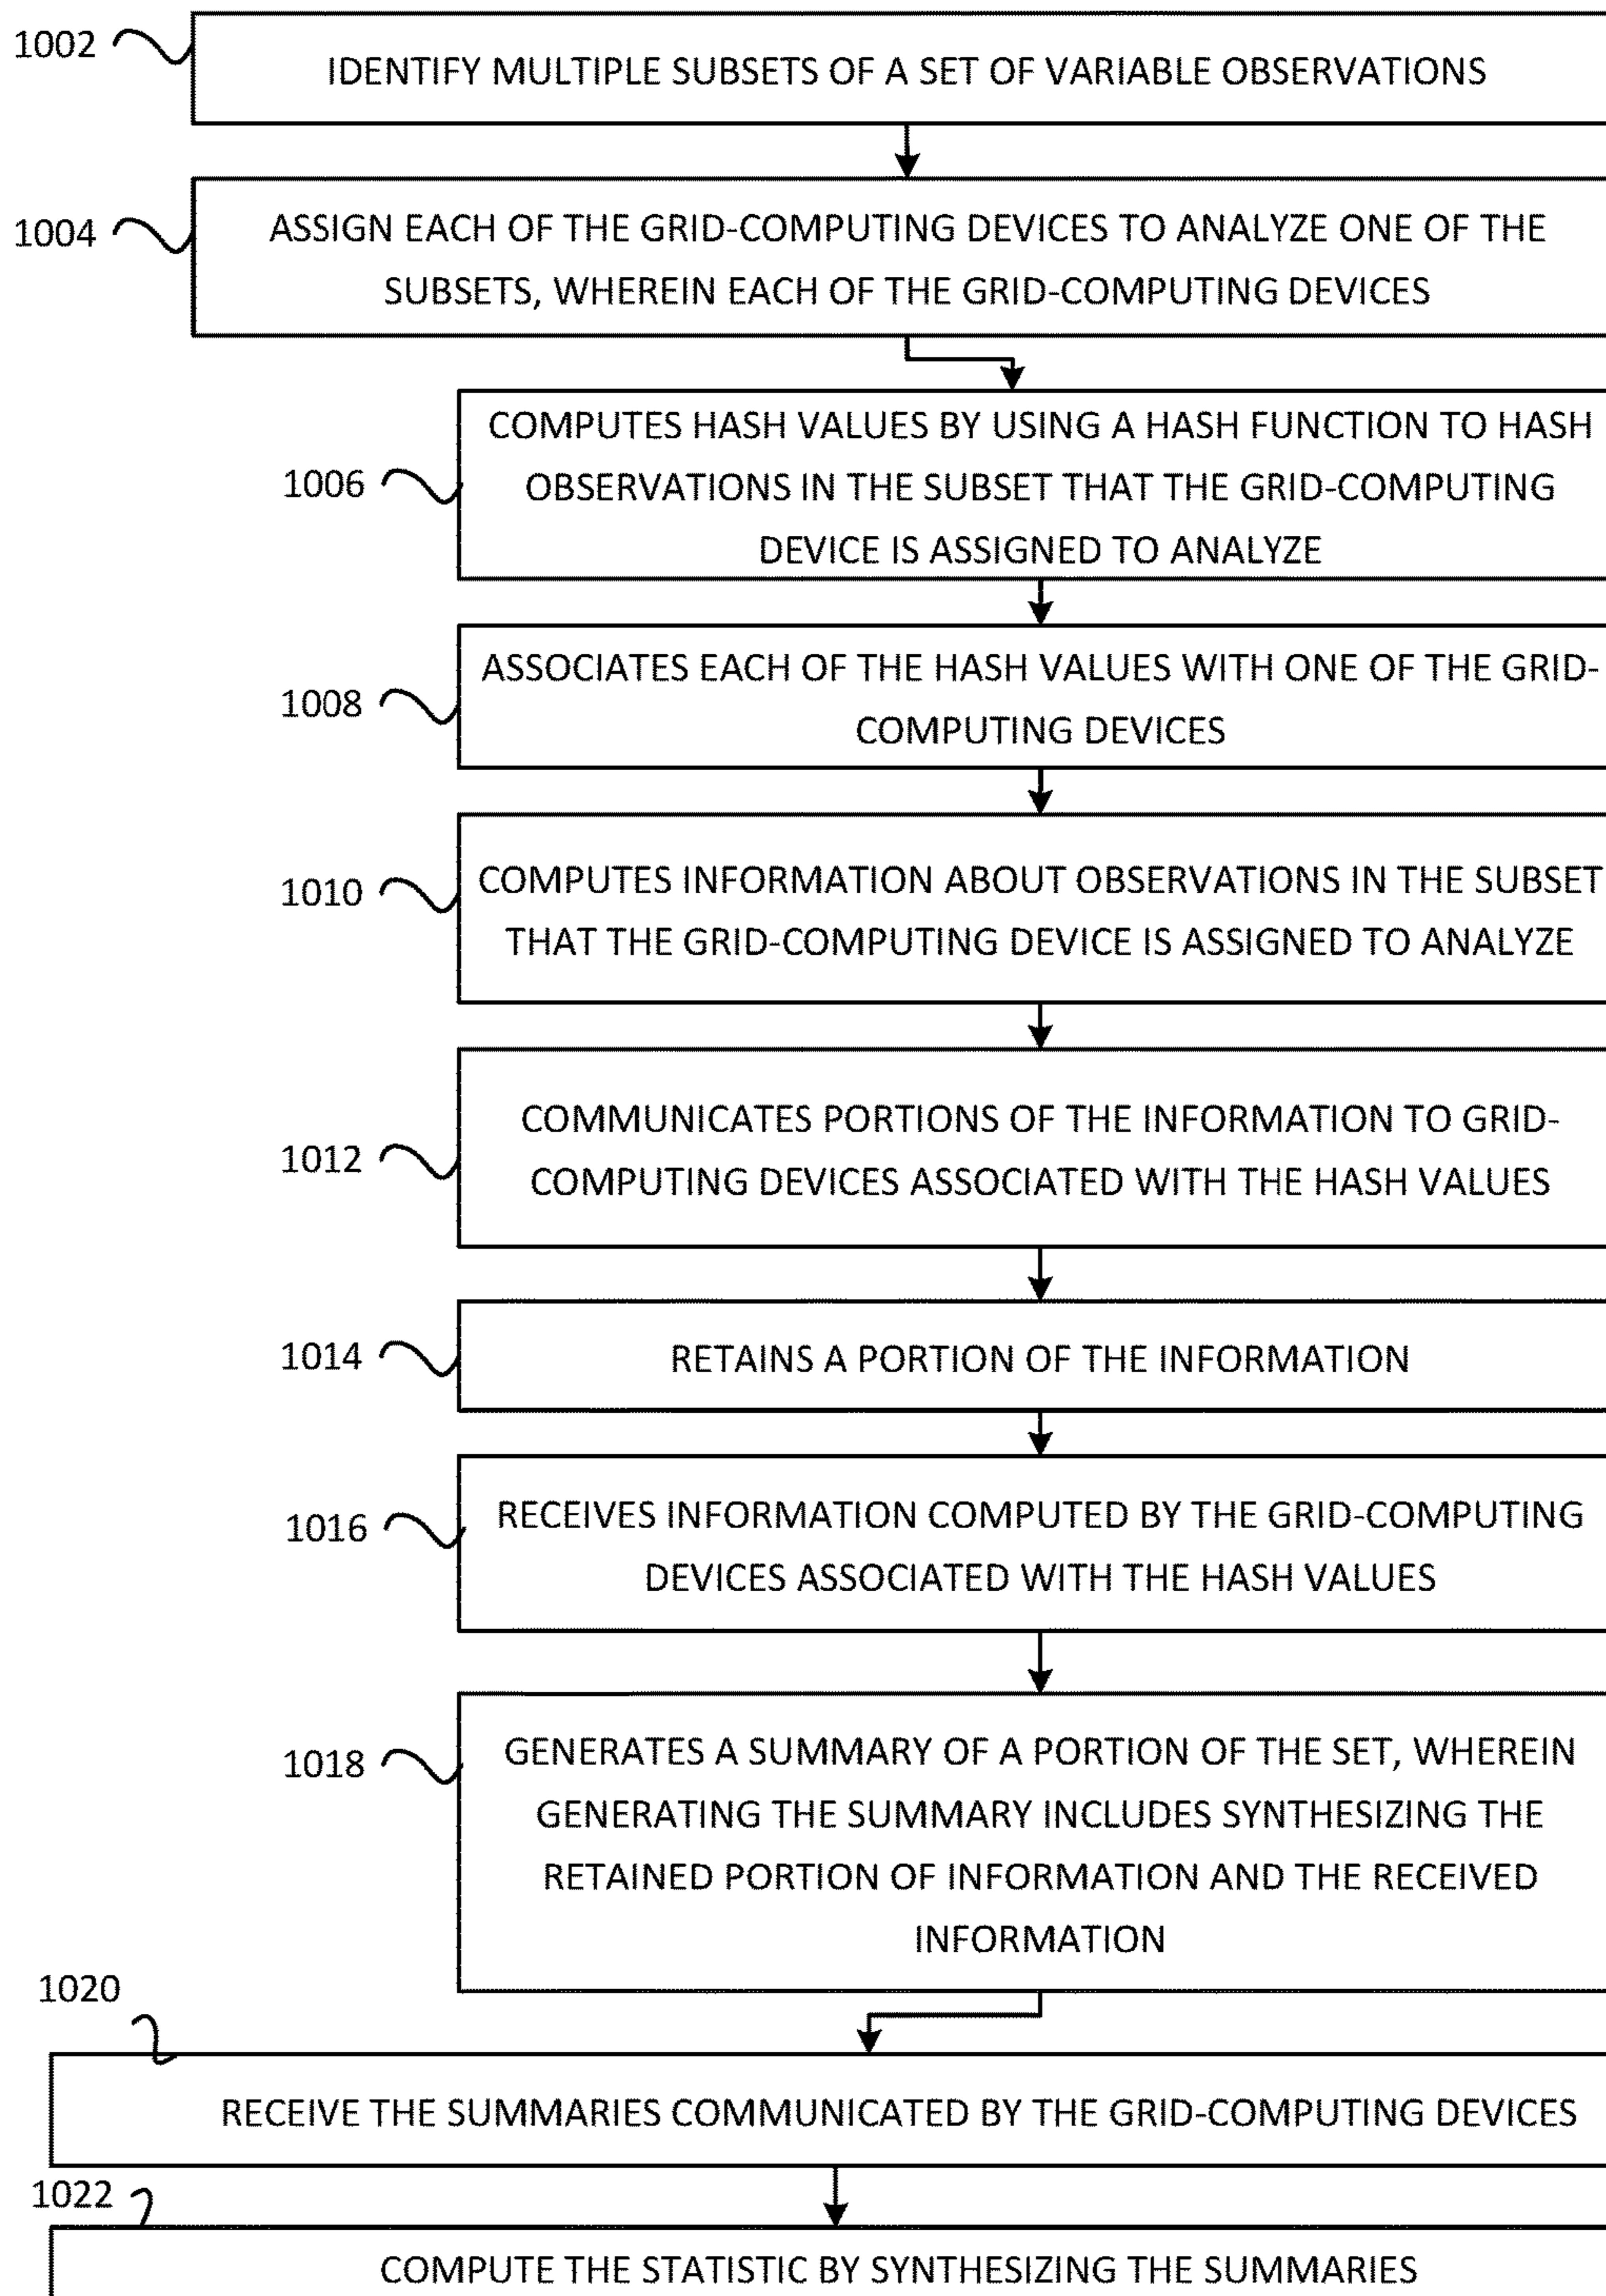 1002
IDENTIFY MULTIPLE SUBSETS OF A SET OF VARIABLE OBSERVATIONS
1004
ASSIGN EACH OF THE GRID-COMPUTING DEVICES TO ANALYZE ONE OF THE
SUBSETS, WHEREIN EACH OF THE GRID-COMPUTING DEVICES
1006
COMPUTES HASH VALUES BY USING A HASH FUNCTION TO HASH
OBSERVATIONS IN THE SUBSET THAT THE GRID-COMPUTING
DEVICE IS ASSIGNED TO ANALYZE
1008
ASSOCIATES EACH OF THE HASH VALUES WITH ONE OF THE GRID-
COMPUTING DEVICES
1010
COMPUTES INFORMATION ABOUT OBSERVATIONS IN THE SUBSET
THAT THE GRID-COMPUTING DEVICE IS ASSIGNED TO ANALYZE
1012
COMMUNICATES PORTIONS OF THE INFORMATION TO GRID-
COMPUTING DEVICES ASSOCIATED WITH THE HASH VALUES
1014
RETAINS A PORTION OF THE INFORMATION
1016
RECEIVES INFORMATION COMPUTED BY THE GRID-COMPUTING
DEVICES ASSOCIATED WITH THE HASH VALUES
1018
GENERATES A SUMMARY OF A PORTION OF THE SET, WHEREIN
GENERATING THE SUMMARY INCLUDES SYNTHESIZING THE
RETAINED PORTION OF INFORMATION AND THE RECEIVED
INFORMATION
1020
RECEIVE THE SUMMARIES COMMUNICATED BY THE GRID-COMPUTING DEVICES
1022
COMPUTE THE STATISTIC BY SYNTHESIZING THE SUMMARIES